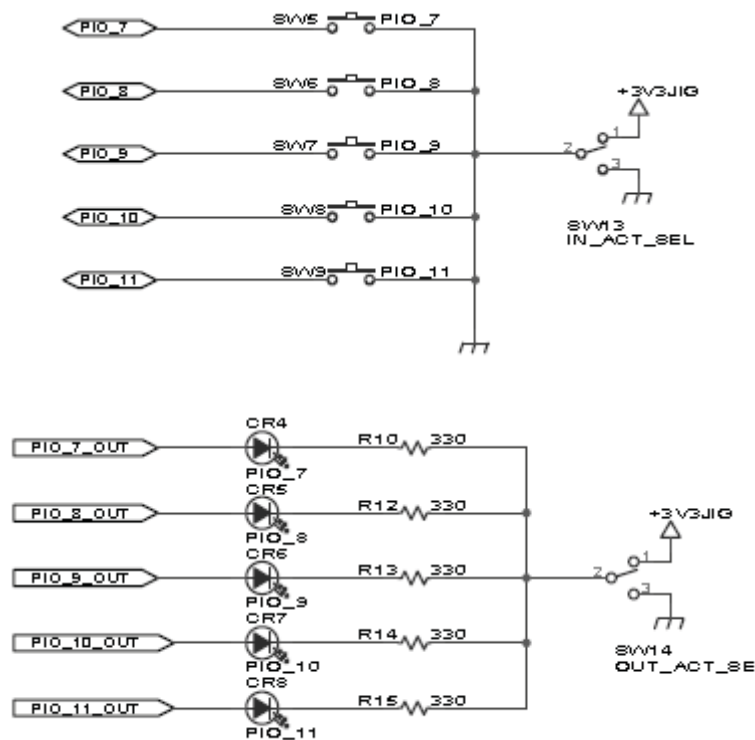 PIO_7 SW5 PIO_7
PIO_8 SW6 PIO_8
+3V3JIG
PIO_9 SW7 PIO_9 2 1 3
PIO_10 SW8 PIO_10
SW13
IN_ACT_SEL
PIO_11 SW9 PIO_11
CR4
PIO_7_OUT R10 330
PIO_7
CR5
PIO_8_OUT R12 330
+3V3JIG
PIO_8
CR6
PIO_9_OUT R13 330 2 1 3
PIO_9
CR7
PIO_10_OUT R14 330
SW14
OUT_ACT_SE
PIO_10
CR8
PIO_11_OUT R15 330
PIO_11